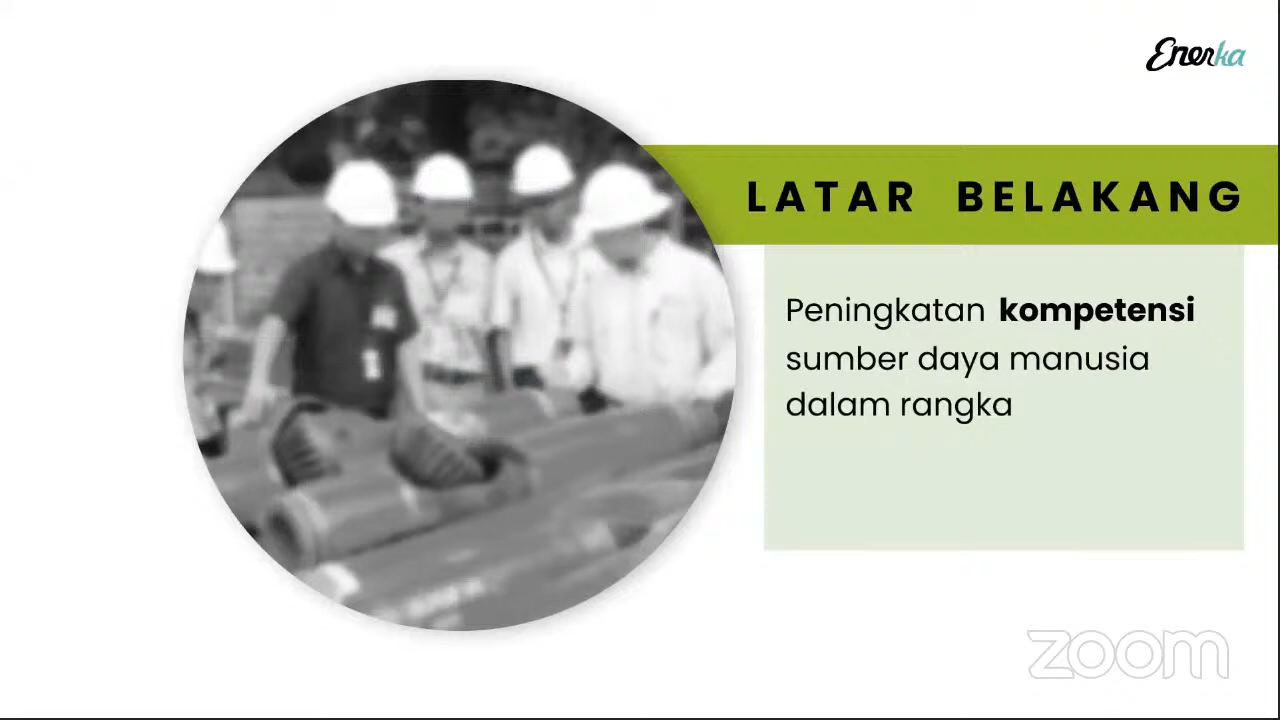 Enerka
LATAR BELAKANG
Peningkatan kompetensi
sumber daya manusia
dalam rangka
zoom